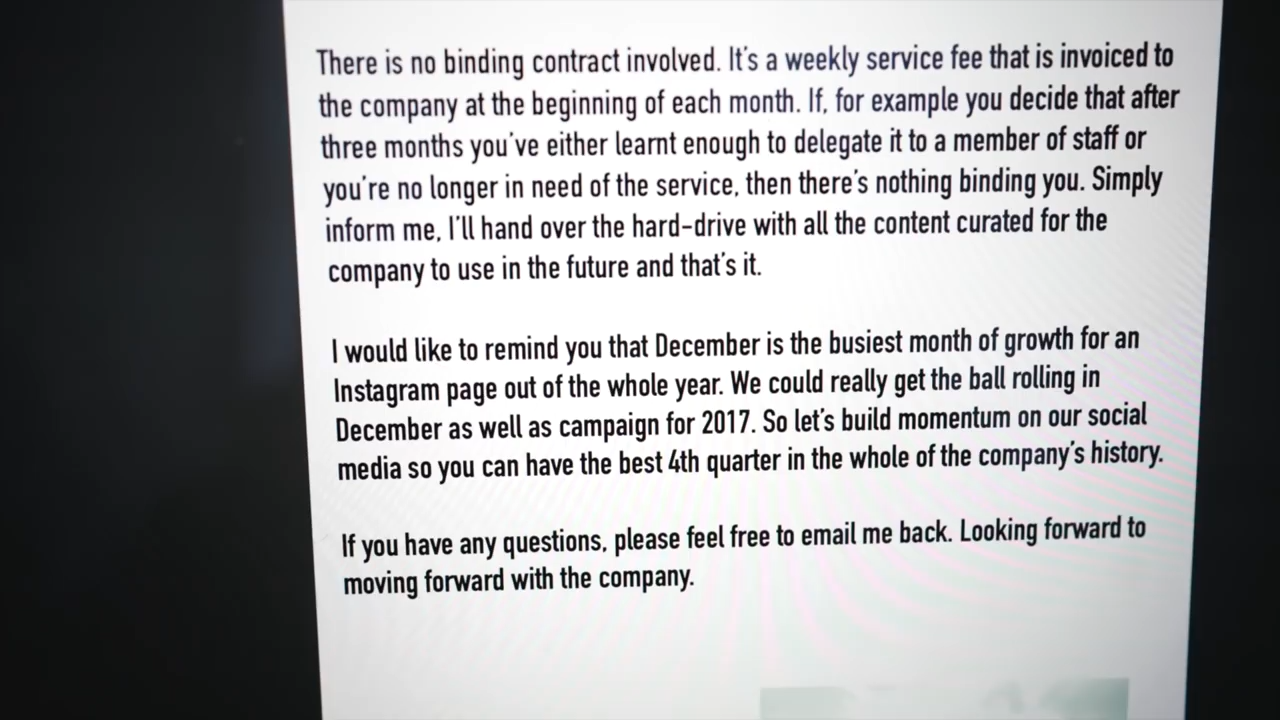 There is no binding contract involved. It's a weekly service fee that is invoiced to
the company at the beginning of each month. If, for example you decide that after
three months you've either learnt enough to delegate it to a member of staff or
you're no longer in need of the service, then there's nothing binding you. Simply
inform me, I'll hand over the hard-drive with all the content curated for the
company to use in the future and that's it.
I would like to remind you that December is the busiest month of growth for an
Instagram page out of the whole year. We could really get the ball rolling in
December as well as campaign for 2017. So let's build momentum on our social
media so you can have the best 4th quarter in the whole of the company's history.
If you have any questions, please feel free to email me back. Looking forward to
moving forward with the company.